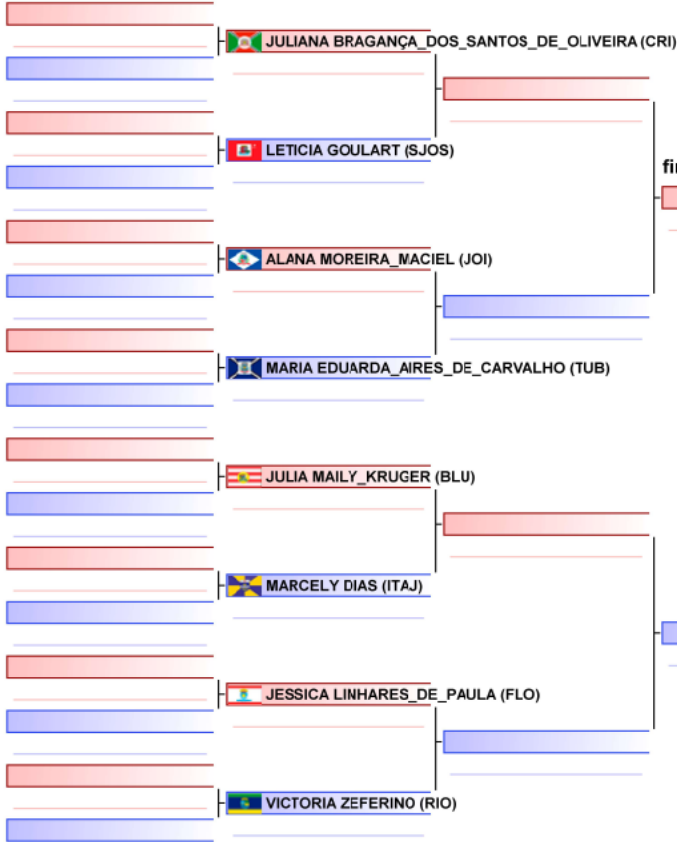 JULIANA BRAGANÇA_DOS_SANTOS_DE_OLIVEIRA (CRI)
LETICIA GOULART (SJOS)
ALANA MOREIRA_MACIEL (JOI)
MARIA EDUARDA_AIRES_DE_CARVALHO (TUB)
JULIA MAILY_KRUGER (BLU)
MARCELY DIAS (ITAJ)
JESSICA LINHARES_DE_PAULA (FLO)
VICTORIA ZEFERINO (RIO)